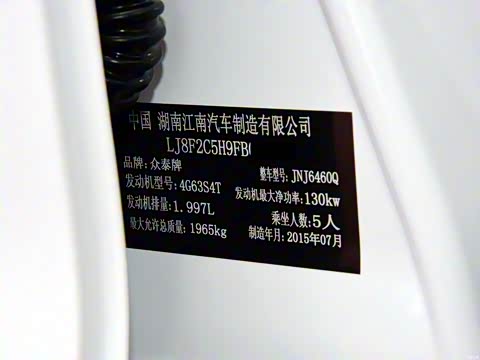 中国 湖南江南汽车制造有限公司
LJ8F2C5H9FB
品牌:众泰牌 整车型号:JNJ6460Q
发动机型号:4G63S4T 发动机最大净功率:130kw
发动机排量:1.997L 乘坐人数:5人
最大允许总质量:1965kg 制造年月:2015年07月